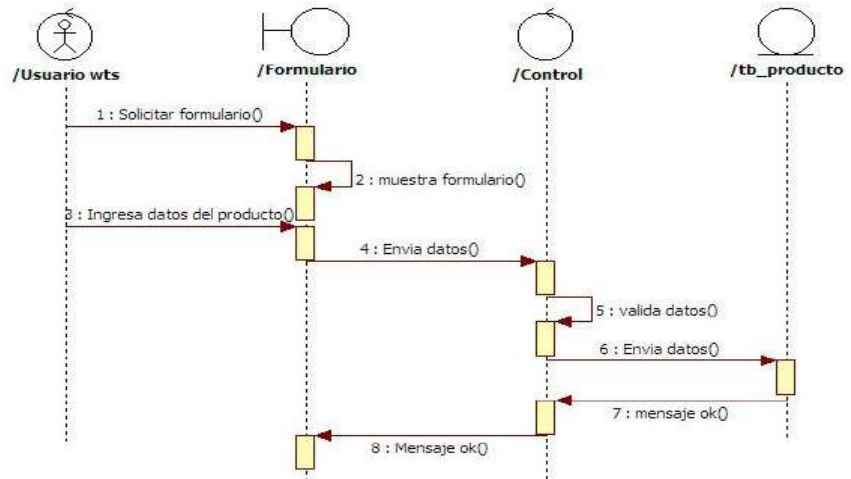 /Usuario wts
/Formulario
/Control
/tb_producto
1 : Solicitar formulario()
2 : muestra formulario()
3 : Ingresa datos del producto()
4 : Envia datos()
5 : valida datos()
6 : Envia datos()
7 : mensaje ok()
8 : Mensaje ok()